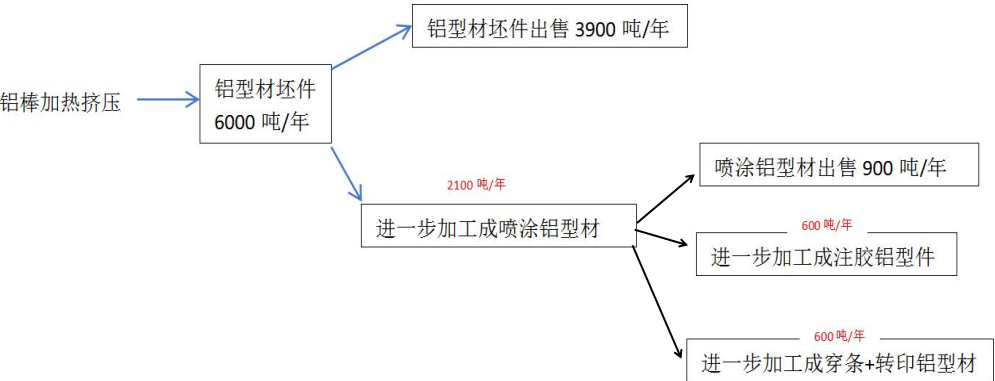 铝型材坯件出售 3900 吨/年
铝棒加热挤压
铝型材坯件
6000 吨/年
喷涂铝型材出售 900 吨/年
2100 吨/年
进一步加工成喷涂铝型材
600 吨/年
进一步加工成注胶铝型件
600 吨/年
进一步加工成穿条+转印铝型材